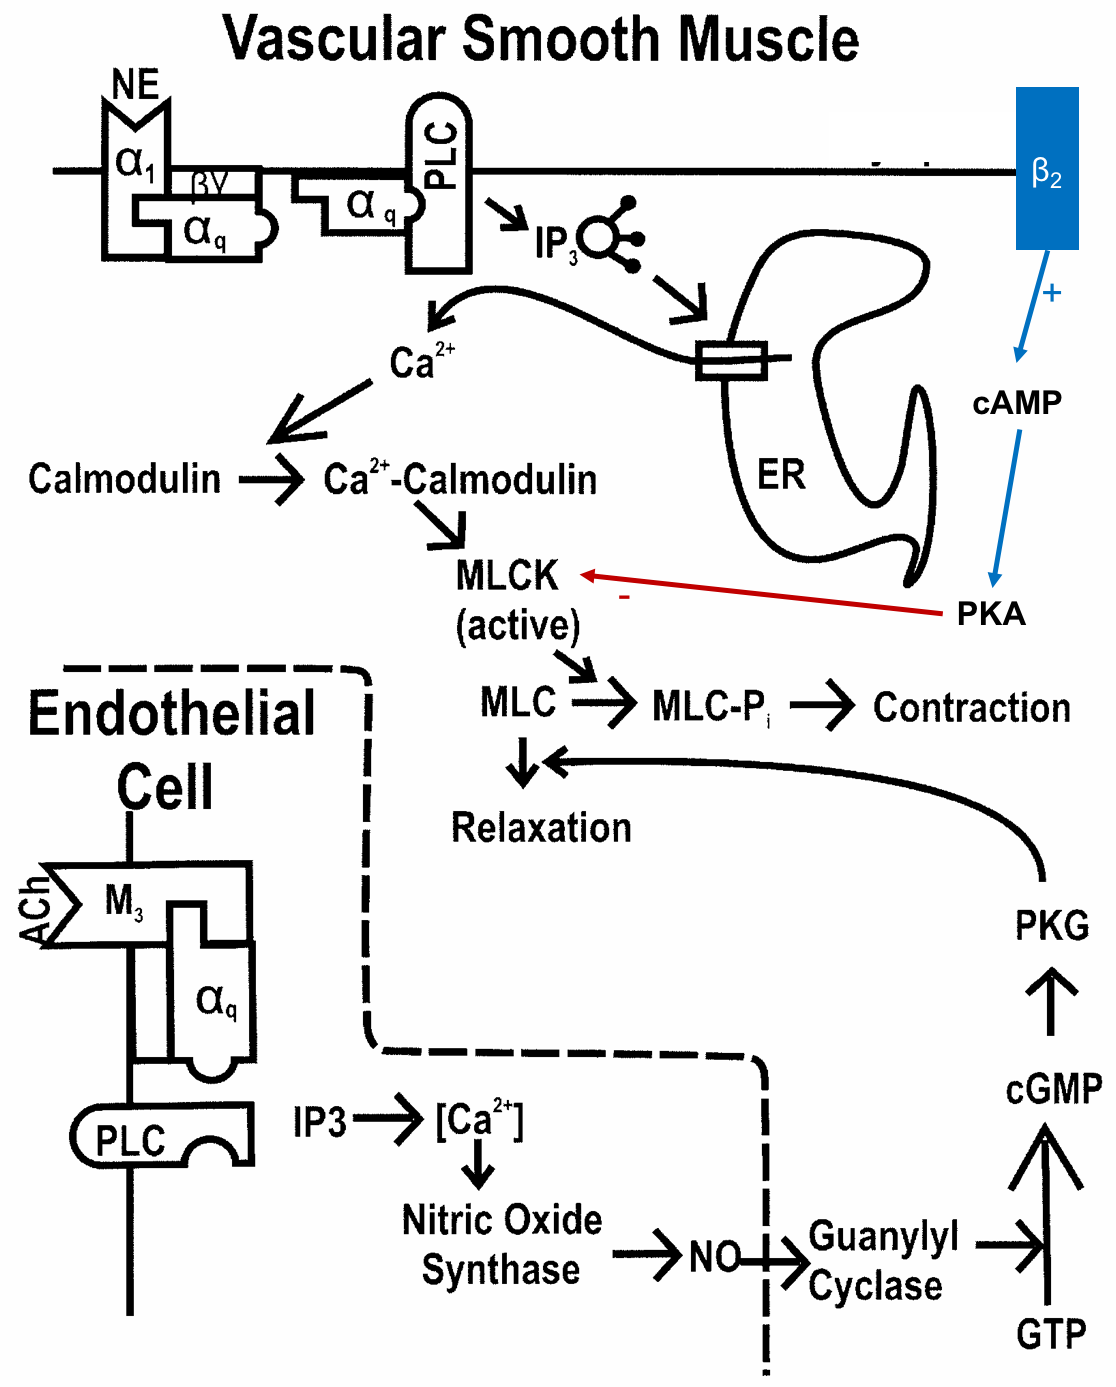 Vascular Smooth Muscle
NE
α1
βγ
αq
αq
PLC
IP3
β2
+
Ca2+
cAMP
Calmodulin
Ca2+-Calmodulin
ER
MLCK
(active)
-
PKA
MLC
MLC-Pi
Contraction
Relaxation
Endothelial
Cell
ACh
M3
αq
PLC
IP3
[Ca2+]
Nitric Oxide
Synthase
NO
Guanylyl
Cyclase
PKG
cGMP
GTP